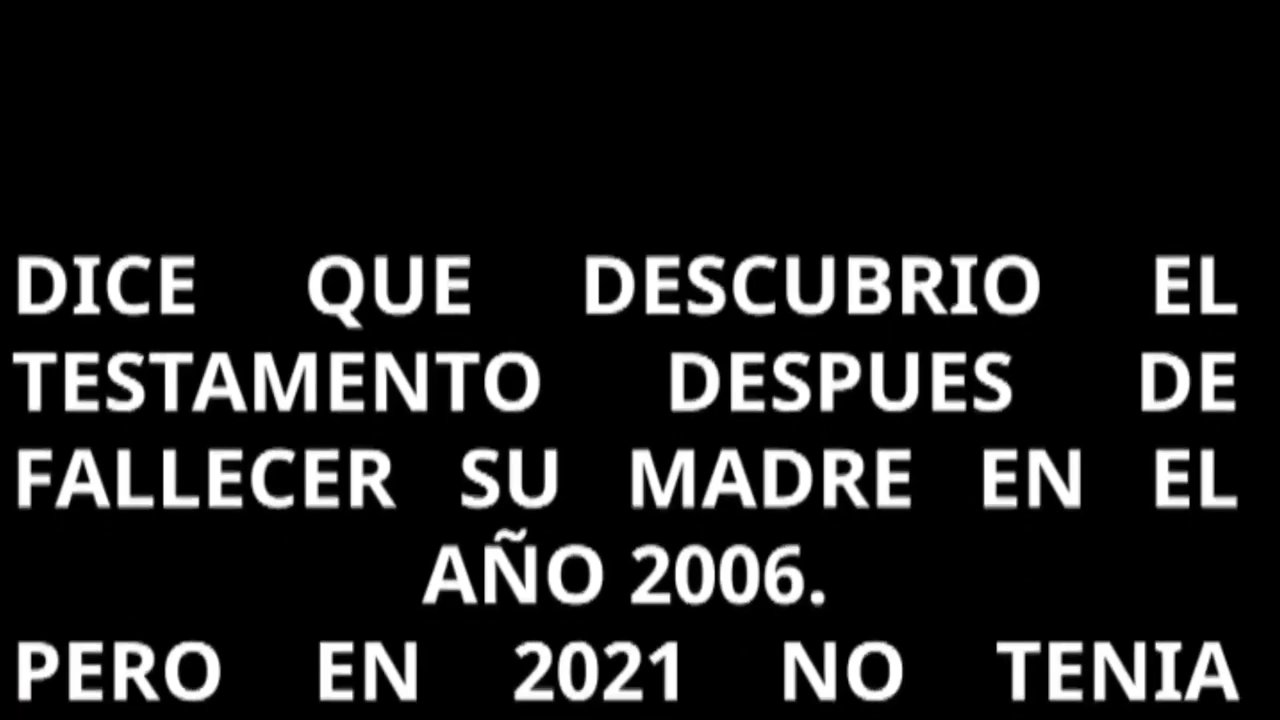 DICE QUE DESCUBRIO EL
TESTAMENTO DESPUES DE
FALLECER SU MADRE EN EL
AÑO 2006.
PERO EN 2021 NO TENIA